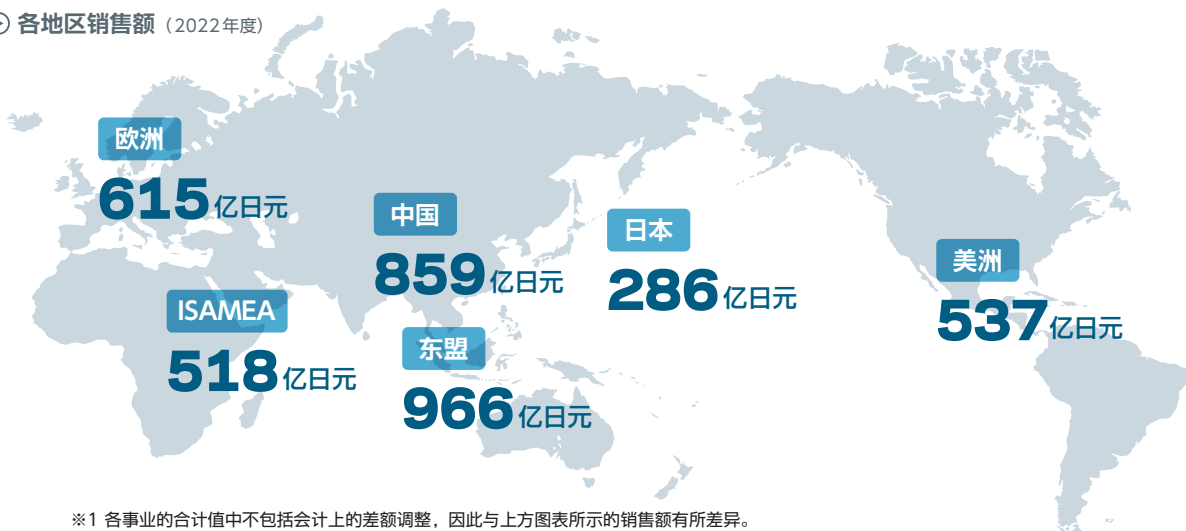 各地区销售额（2022年度）
欧洲
615亿日元
中国
859亿日元
日本
286亿日元
美洲
537亿日元
ISAMEA
518亿日元
东盟
966亿日元
※1 各事业的合计值中不包括会计上的差额调整，因此与上方图表所示的销售额有所差异。